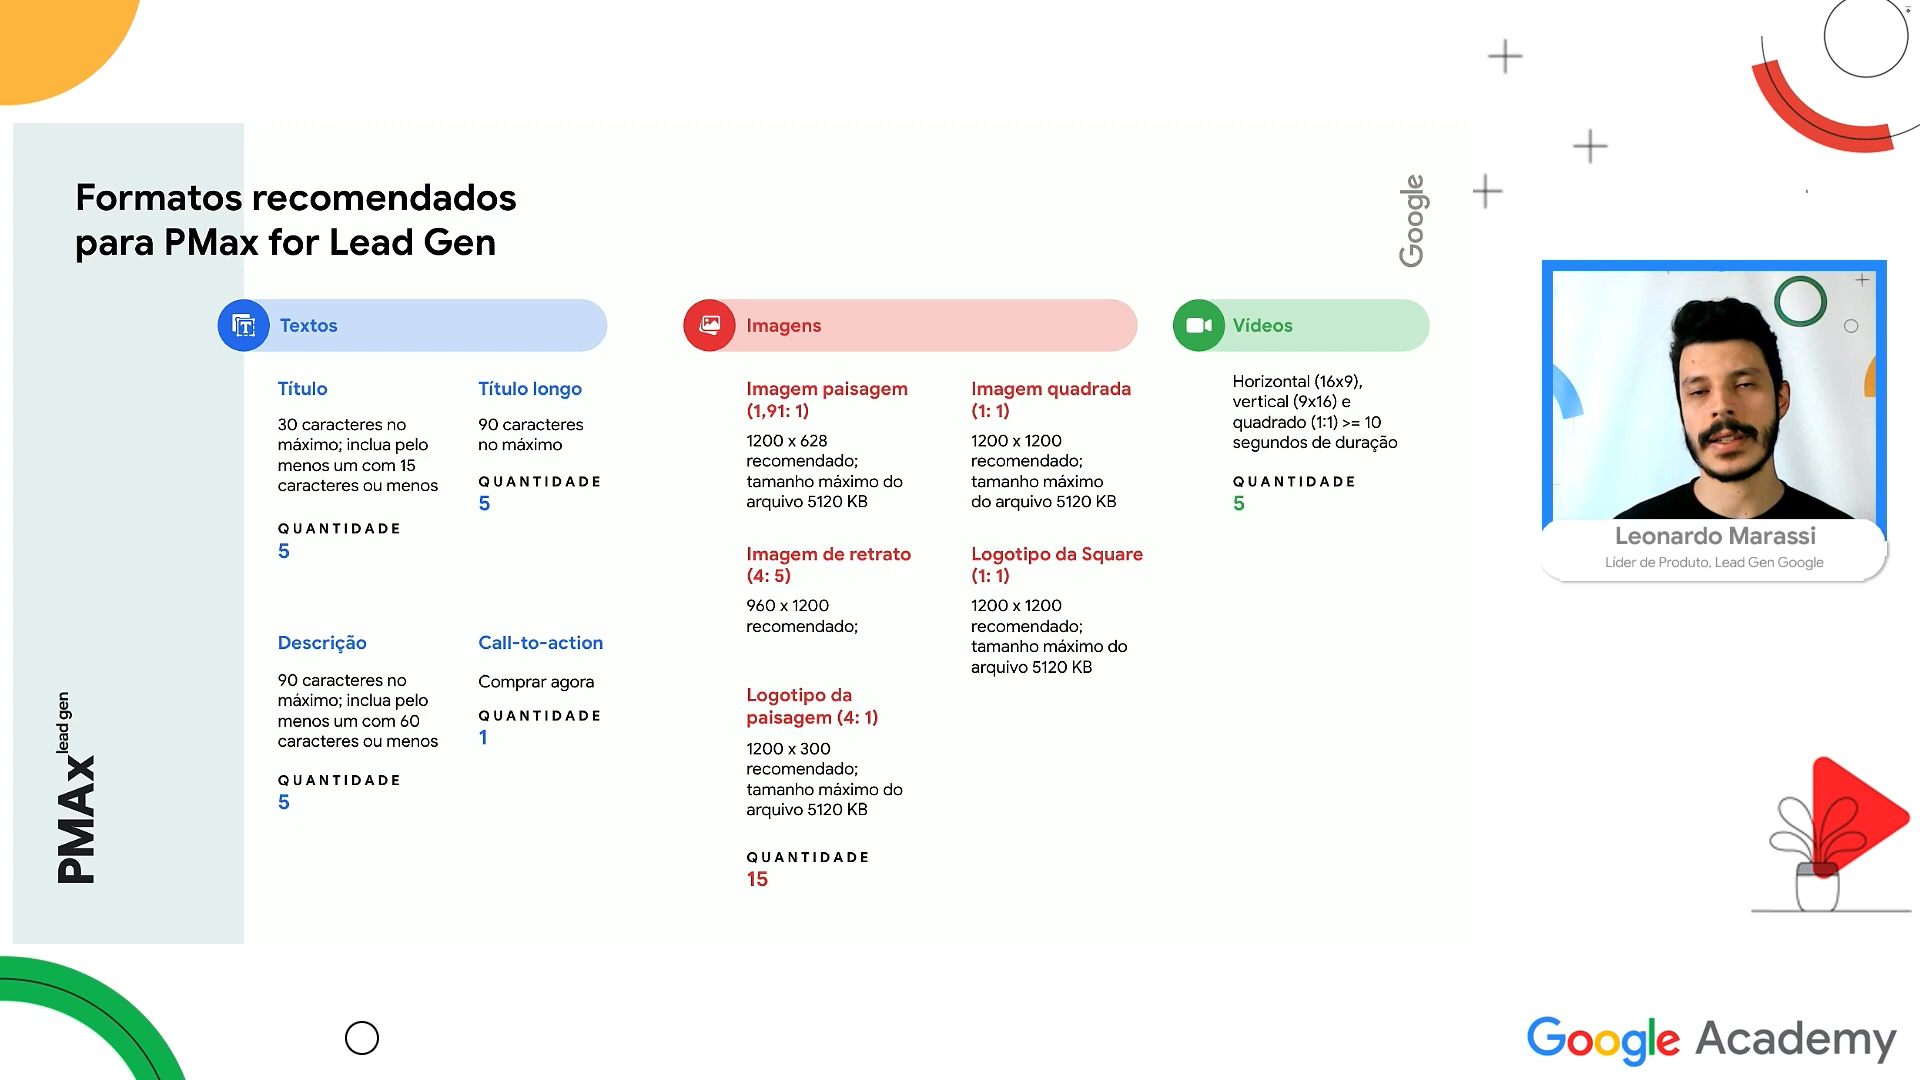 Formatos recomendados
para PMax for Lead Gen
Google
Textos
Título
30 caracteres no
máximo; inclua pelo
menos um com 15
caracteres ou menos
QUANTIDADE
5
Título longo
90 caracteres
no máximo
QUANTIDADE
5
Descrição
90 caracteres no
máximo; inclua pelo
menos um com 60
caracteres ou menos
QUANTIDADE
5
Call-to-action
Comprar agora
QUANTIDADE
1
Imagens
Imagem paisagem
(1,91: 1)
1200 x 628
recomendado;
tamanho máximo do
arquivo 5120 KB
Imagem quadrada
(1: 1)
1200 x 1200
recomendado;
tamanho máximo
do arquivo 5120 KB
Imagem de retrato
(4: 5)
960 x 1200
recomendado;
Logotipo da Square
(1: 1)
1200 x 1200
recomendado;
tamanho máximo do
arquivo 5120 KB
Logotipo da
paisagem (4: 1)
1200 x 300
recomendado;
tamanho máximo do
arquivo 5120 KB
QUANTIDADE
15
Vídeos
Horizontal (16x9),
vertical (9x16) e
quadrado (1:1) >= 10
segundos de duração
QUANTIDADE
5
PMAx lead gen
Leonardo Marassi
Líder de Produto, Lead Gen Google
Google Academy